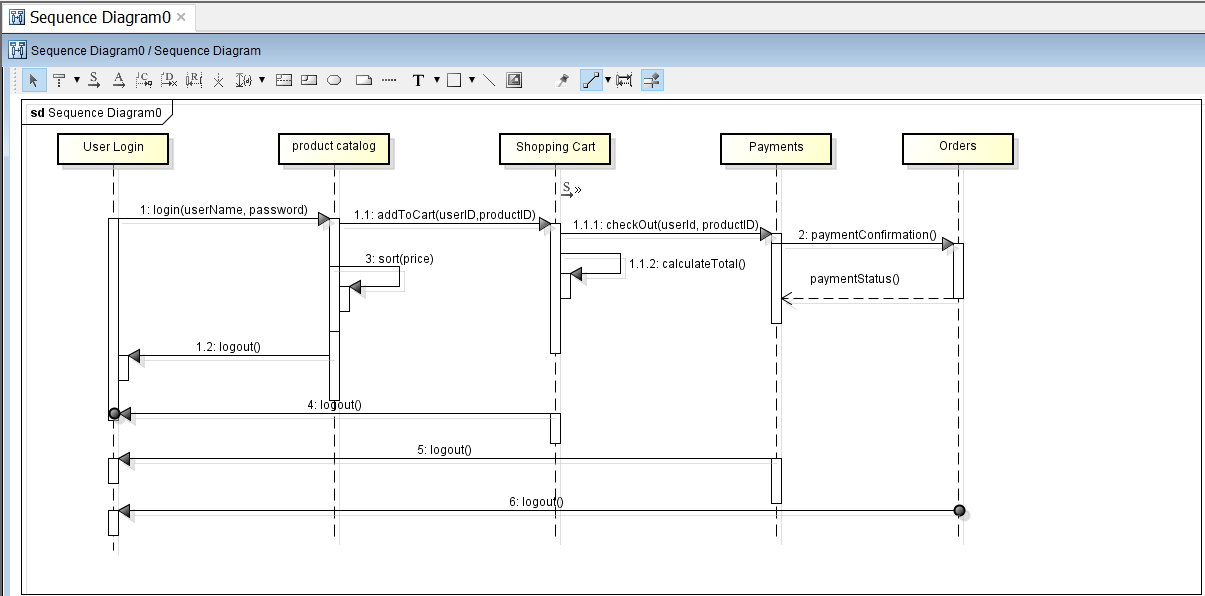 Sequence Diagram0
Sequence Diagram0 / Sequence Diagram
sd Sequence Diagram0
User Login
product catalog
Shopping Cart
Payments
Orders
S »
1: login(userName, password)
1.1: addToCart(userID,productID)
1.1.1: checkOut(userId, productID)
2: paymentConfirmation()
3: sort(price)
1.1.2: calculateTotal()
paymentStatus()
1.2: logout()
4: logout()
5: logout()
6: logout()